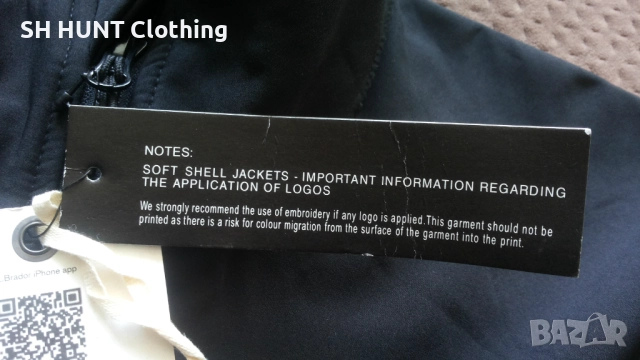 SH HUNT Clothing
NOTES:
SOFT SHELL JACKETS - IMPORTANT INFORMATION REGARDING
THE APPLICATION OF LOGOS
We strongly recommend the use of embroidery if any logo is applied.This garment should not be
printed as there is a risk for colour migration from the surface of the garment into the print.
Brador iPhone app
BAZAR